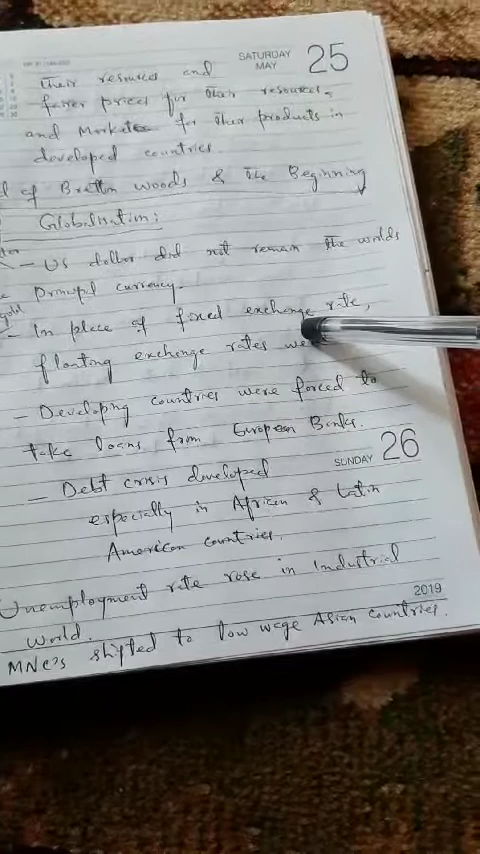 SATURDAY 25
MAY
their resources and
fairer prices for their resources,
and Markets for their products in
developed countries
of Bretton woods & the Beginning
Globalisation:
- US dollar did not remain the worlds
Principal currency.
gold
- In place of fixed exchange rate,
floating exchange rates were
- Developing countries were forced to
take loans from European Banks.
SUNDAY 26
- Debt crisis developed
especially in African & Latin
American countries.
Unemployment rate rose in Industrial
world.
2019
MNC's shifted to low wage Asian countries.